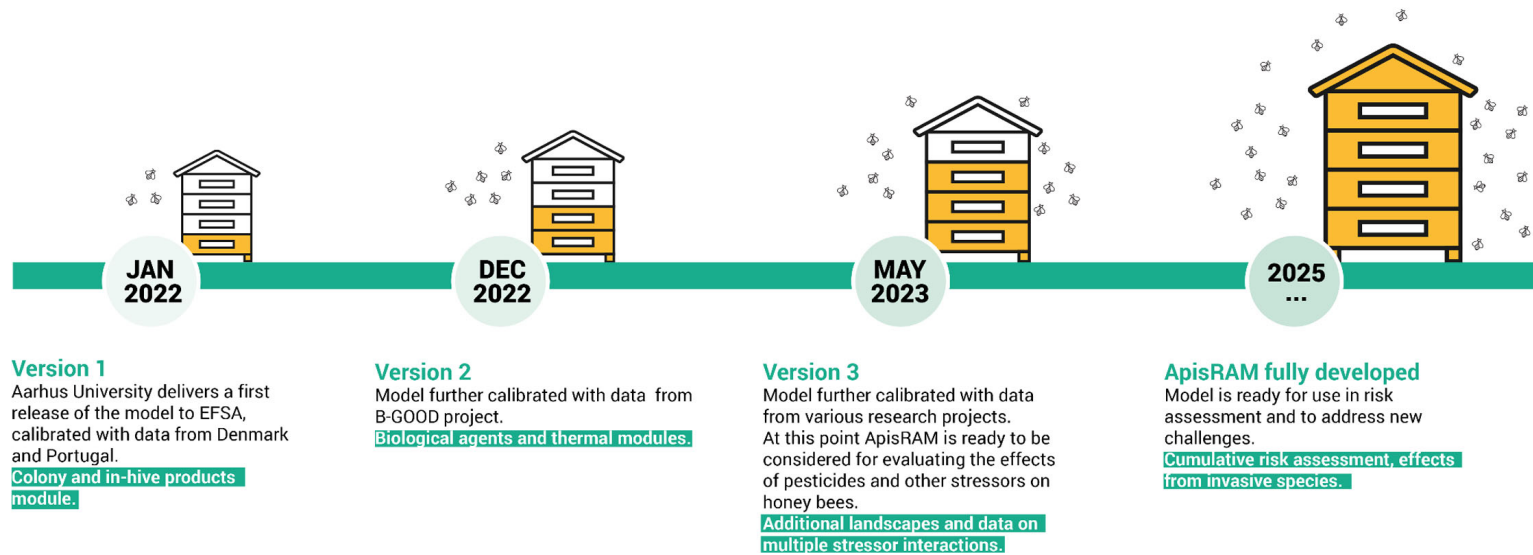 JAN
2022
DEC
2022
MAY
2023
2025
...
Version 1
Aarhus University delivers a first
release of the model to EFSA,
calibrated with data from Denmark
and Portugal.
Colony and in-hive products
module.
Version 2
Model further calibrated with data from
B-GOOD project.
Biological agents and thermal modules.
Version 3
Model further calibrated with data
from various research projects.
At this point ApisRAM is ready to be
considered for evaluating the effects
of pesticides and other stressors on
honey bees.
Additional landscapes and data on
multiple stressor interactions.
ApisRAM fully developed
Model is ready for use in risk
assessment and to address new
challenges.
Cumulative risk assessment, effects
from invasive species.